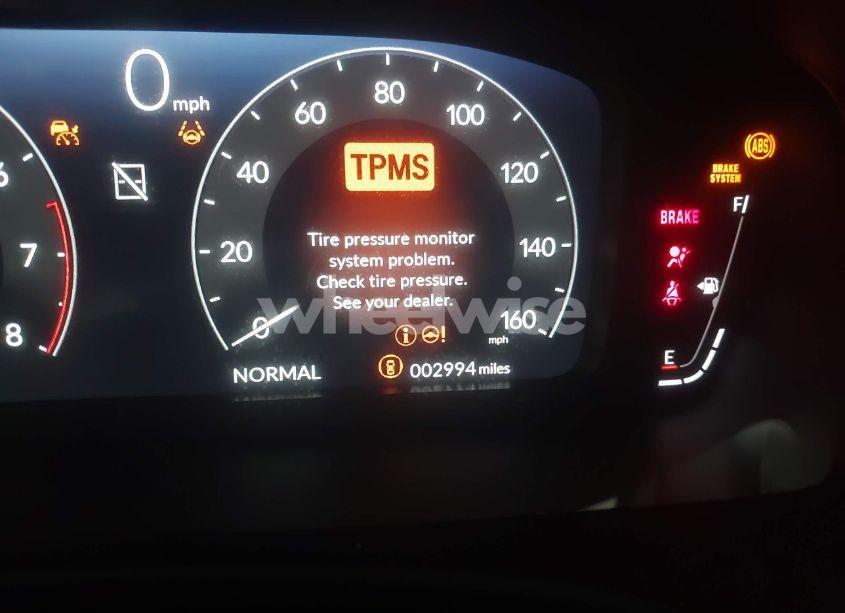 0 mph
80
60
100
40
120
TPMS
ABS
BRAKE
SYSTEM
F
6
BRAKE
7
20
140
Tire pressure monitor
system problem.
Check tire pressure.
See your dealer.
wheelwise
8
0
160
mph
i
!
E
NORMAL
002994 miles